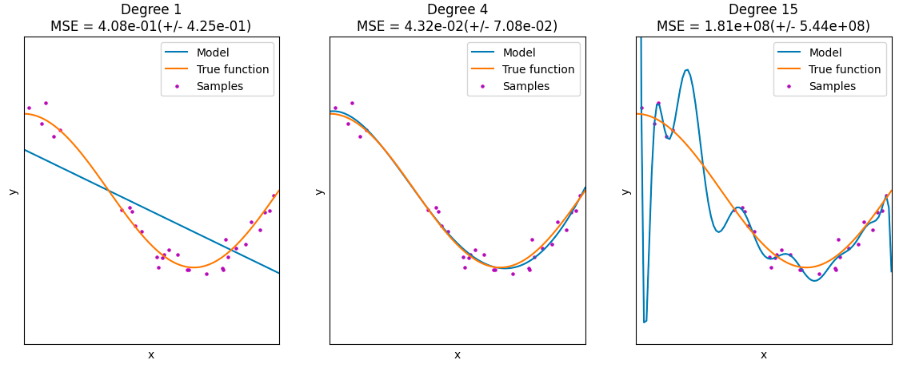 Degree 1
MSE = 4.08e-01(+/- 4.25e-01)
Model
True function
Samples
y
x
Degree 4
MSE = 4.32e-02(+/- 7.08e-02)
Model
True function
Samples
y
x
Degree 15
MSE = 1.81e+08(+/- 5.44e+08)
Model
True function
Samples
y
x